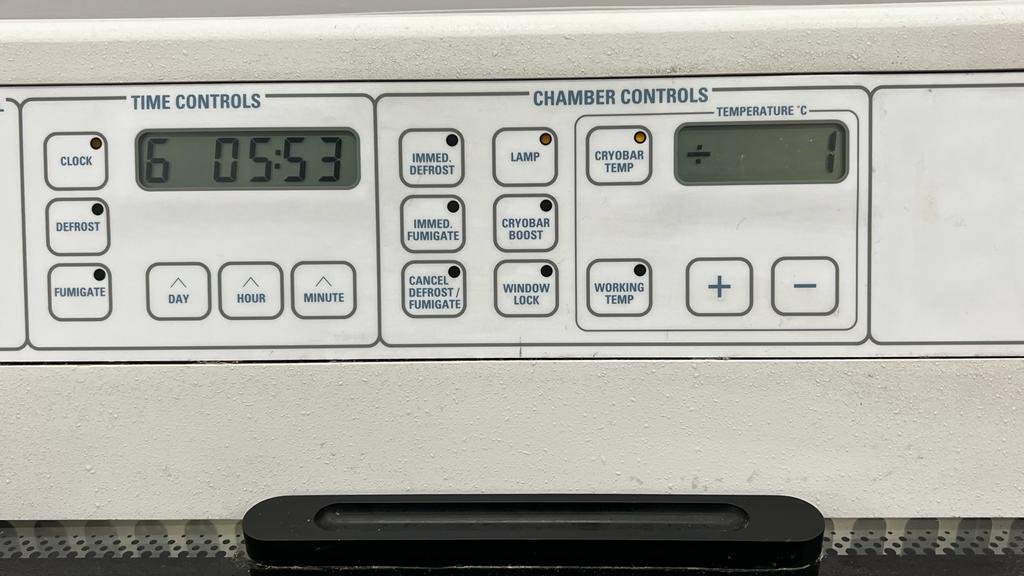 TIME CONTROLS
CLOCK
6 05:53
DEFROST
FUMIGATE
DAY
HOUR
MINUTE
CHAMBER CONTROLS
IMMED.
DEFROST
LAMP
IMMED.
FUMIGATE
CRYOBAR
BOOST
CANCEL
DEFROST /
FUMIGATE
WINDOW
LOCK
TEMPERATURE °C
CRYOBAR
TEMP
÷ 1
WORKING
TEMP
+
−